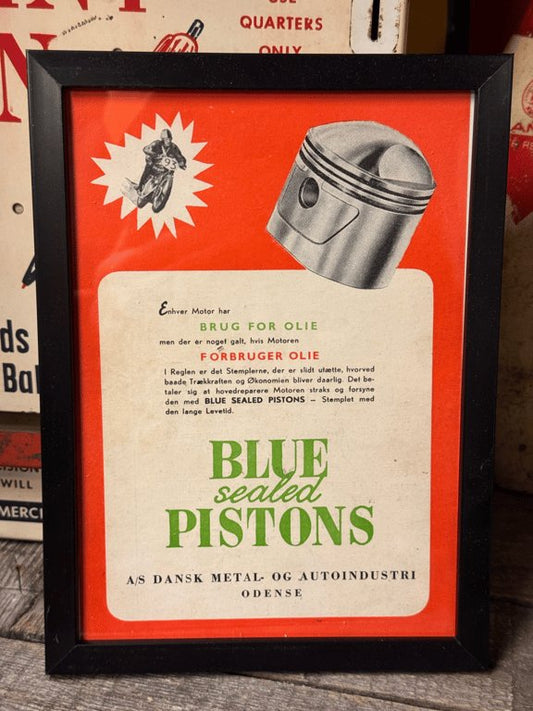 USE
QUARTERS
ONLY
93
Enhver Motor har
BRUG FOR OLIE
men der er noget galt, hvis Motoren
FORBRUGER OLIE
I Reglen er det Stemplerne, der er slidt utætte, hvorved
baade Trækkraften og Økonomien bliver daarlig. Det be-
taler sig at hovedreparere Motoren straks og forsyne
den med BLUE SEALED PISTONS – Stemplet med
den lange Levetid.
BLUE
sealed
PISTONS
A/S DANSK METAL- OG AUTOINDUSTRI
ODENSE
WILL